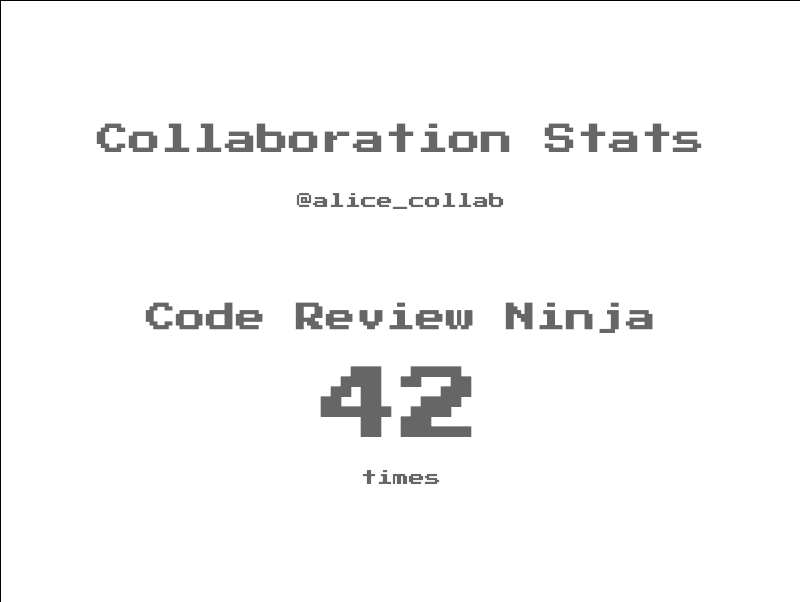 Collaboration Stats
@alice_collab
Code Review Ninja
42
times